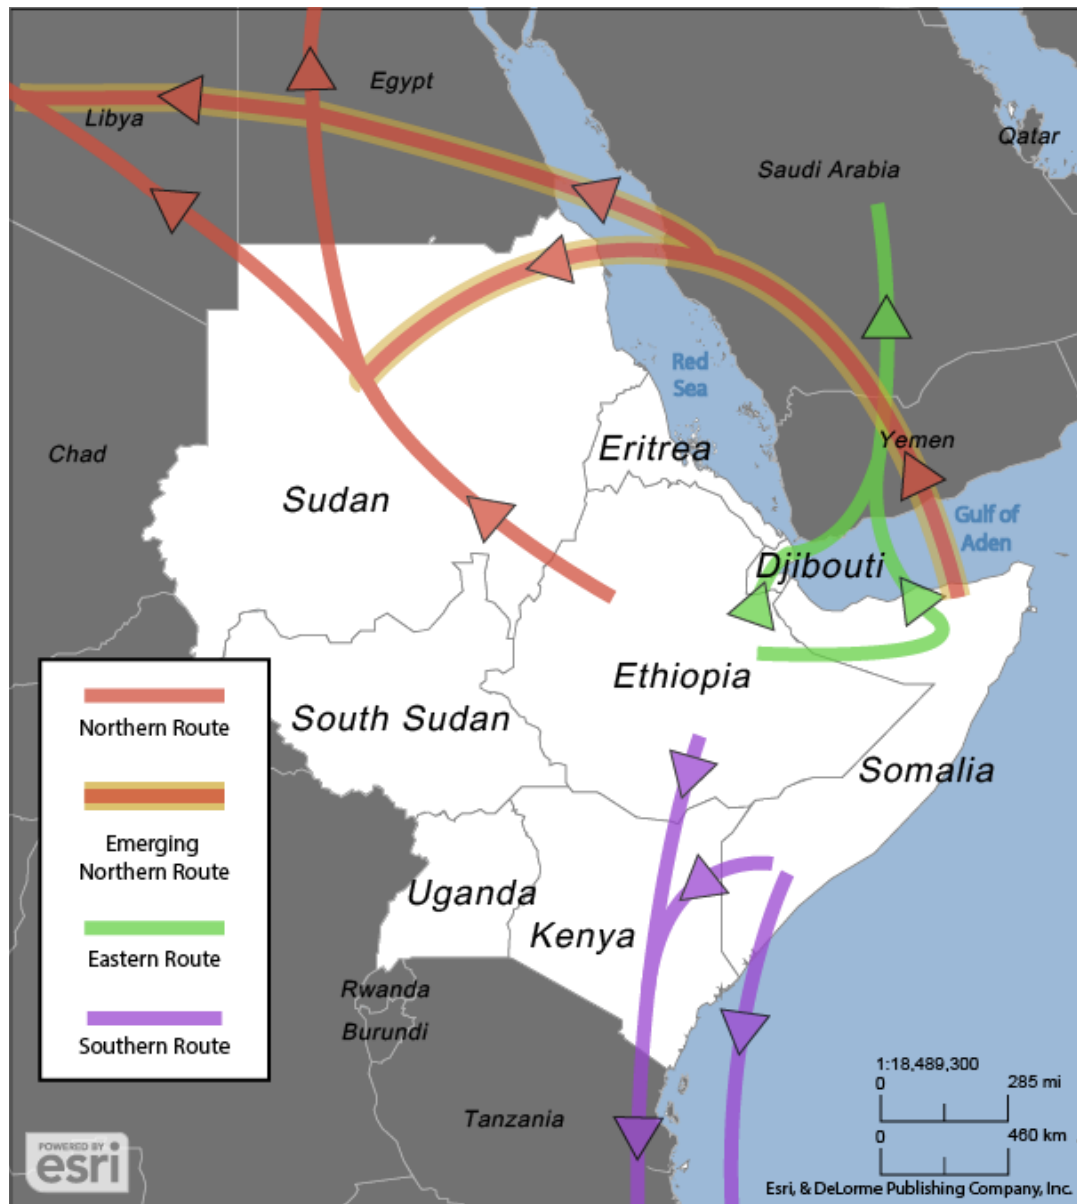 Egypt
Libya
Qatar
Saudi Arabia
Red
Sea
Chad
Eritrea
Yemen
Sudan
Gulf of
Aden
Djibouti
Ethiopia
South Sudan
Somalia
Northern Route
Emerging
Northern Route
Eastern Route
Southern Route
Uganda
Kenya
Rwanda
Burundi
Tanzania
1:18,489,300
0 285 mi
0 460 km
POWERED BY
esri
Esri, & DeLorme Publishing Company, Inc.